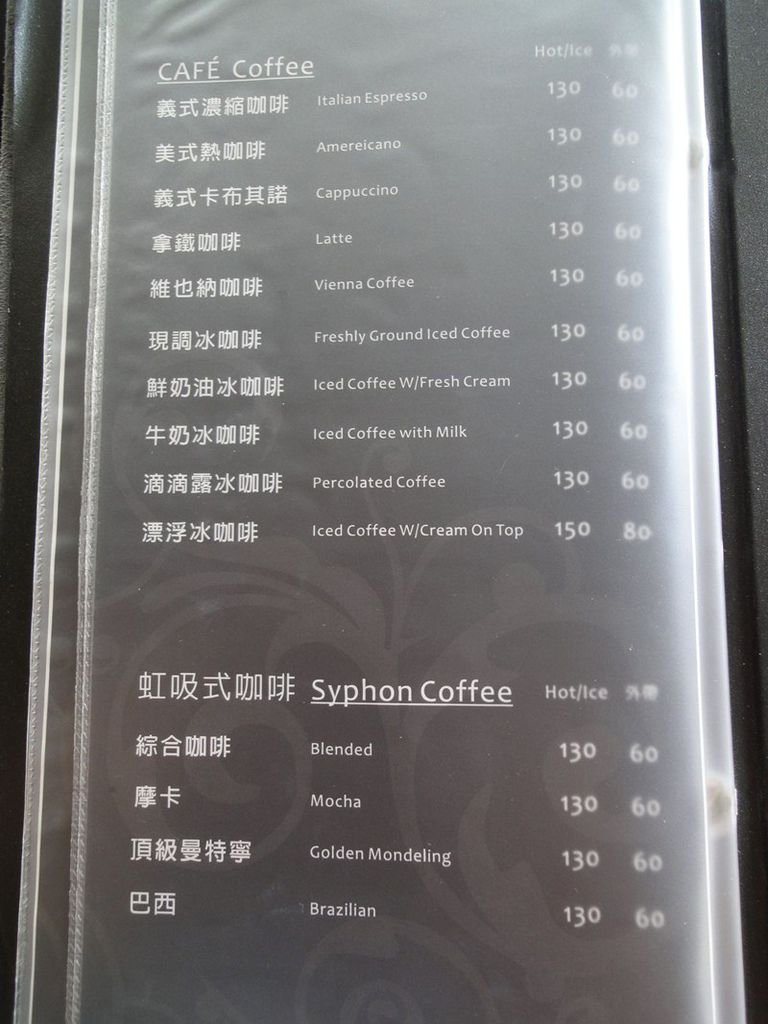 CAFÉ Coffee Hot/Ice 外帶
義式濃縮咖啡 Italian Espresso 130 60
美式熱咖啡 Amereicano 130 60
義式卡布其諾 Cappuccino 130 60
拿鐵咖啡 Latte 130 60
維也納咖啡 Vienna Coffee 130 60
現調冰咖啡 Freshly Ground Iced Coffee 130 60
鮮奶油冰咖啡 Iced Coffee W/Fresh Cream 130 60
牛奶冰咖啡 Iced Coffee with Milk 130 60
滴滴露冰咖啡 Percolated Coffee 130 60
漂浮冰咖啡 Iced Coffee W/Cream On Top 150 80
虹吸式咖啡 Syphon Coffee Hot/Ice 外帶
綜合咖啡 Blended 130 60
摩卡 Mocha 130 60
頂級曼特寧 Golden Mondeling 130 60
巴西 Brazilian 130 60